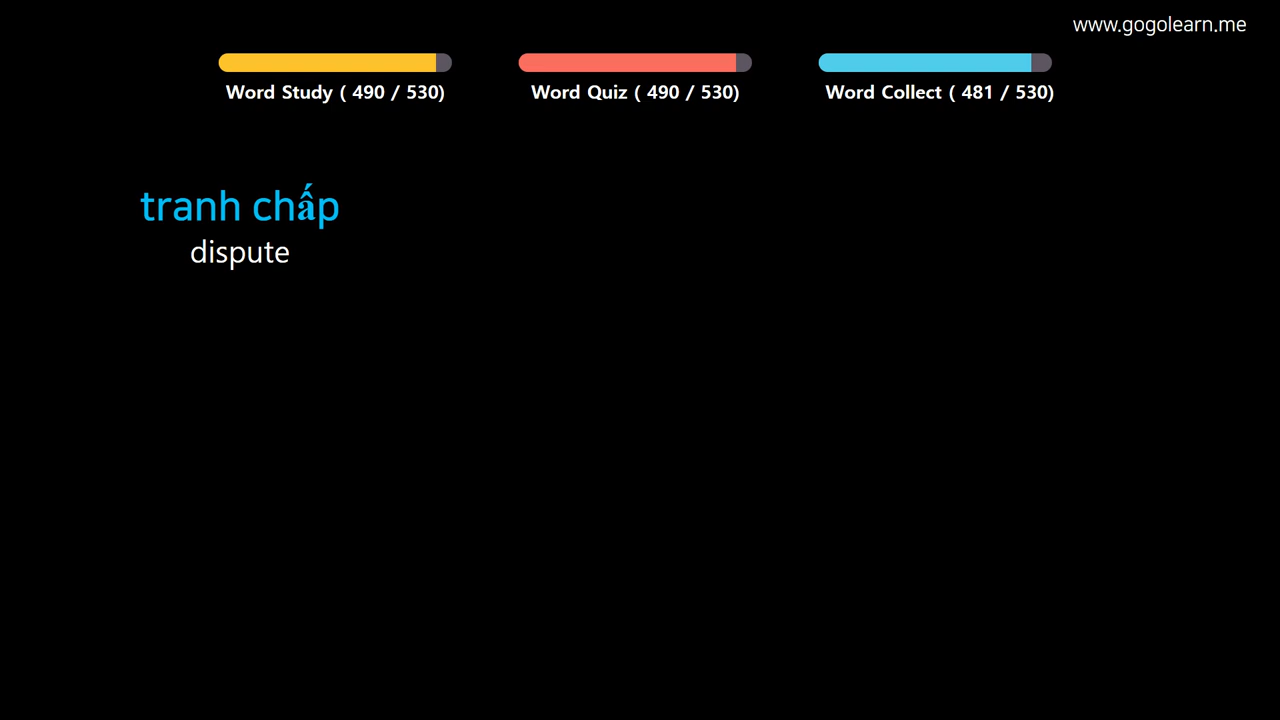 www.gogolearn.me
Word Study ( 490 / 530)
Word Quiz ( 490 / 530)
Word Collect ( 481 / 530)
tranh chấp
dispute